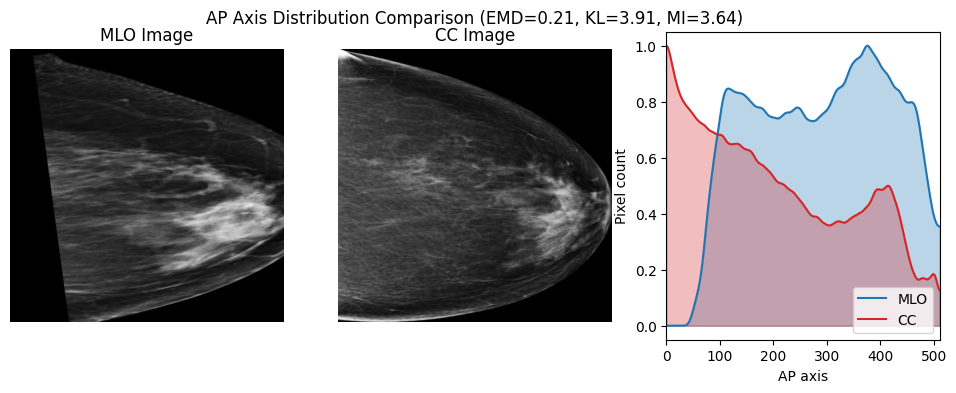 AP Axis Distribution Comparison (EMD=0.21, KL=3.91, MI=3.64)
MLO Image
CC Image
1.0
0.8
0.6
0.4
0.2
0.0
Pixel count
0 100 200 300 400 500
AP axis
MLO
CC